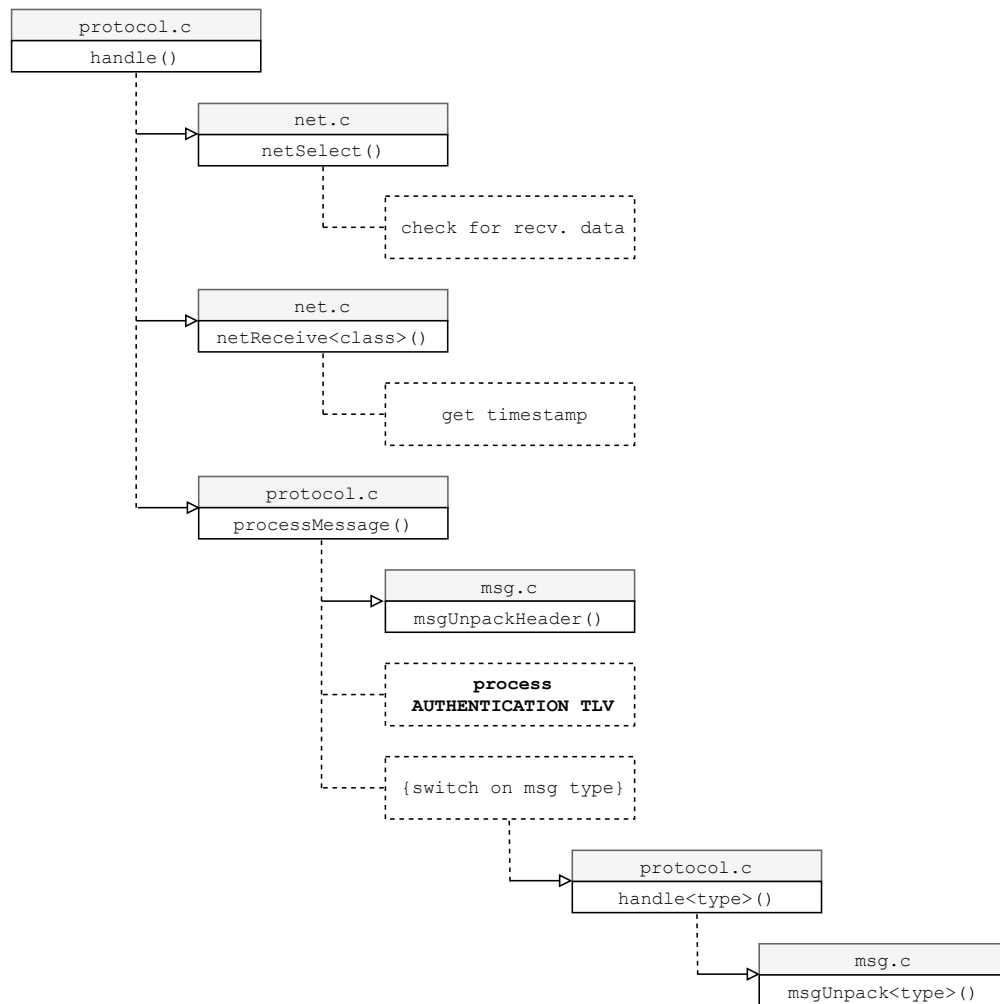 protocol.c
handle()
net.c
netSelect()
check for recv. data
net.c
netReceive<class>()
get timestamp
protocol.c
processMessage()
msg.c
msgUnpackHeader()
process
AUTHENTICATION TLV
{switch on msg type}
protocol.c
handle<type>()
msg.c
msgUnpack<type>()